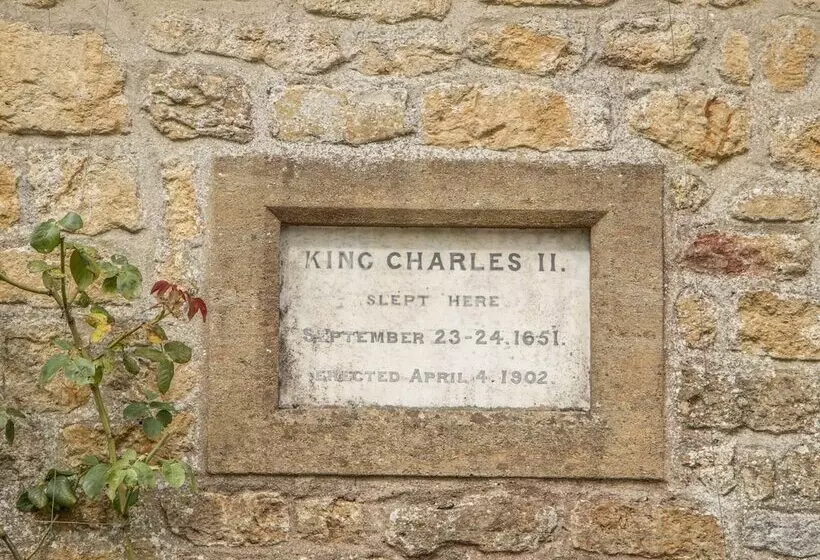 KING CHARLES II.
SLEPT HERE
SEPTEMBER 23-24. 1651.
ERECTED APRIL 4. 1902.